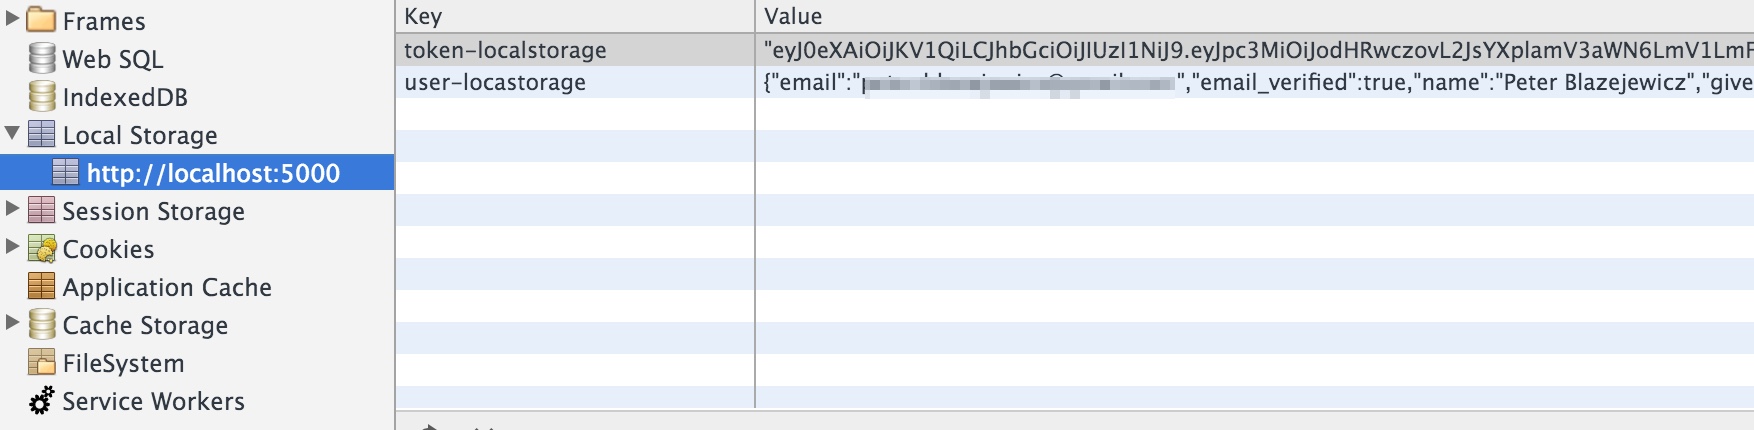 Frames
Web SQL
IndexedDB
Local Storage
http://localhost:5000
Session Storage
Cookies
Application Cache
Cache Storage
FileSystem
Service Workers
Key Value
token-localstorage "eyJ0eXAiOiJKV1QiLCJhbGciOiJIUzI1NiJ9.eyJpc3MiOiJodHRwczovL2JsYXplamV3aWN6LmV1LmF
user-locastorage {"email":" ","email_verified":true,"name":"Peter Blazejewicz","give